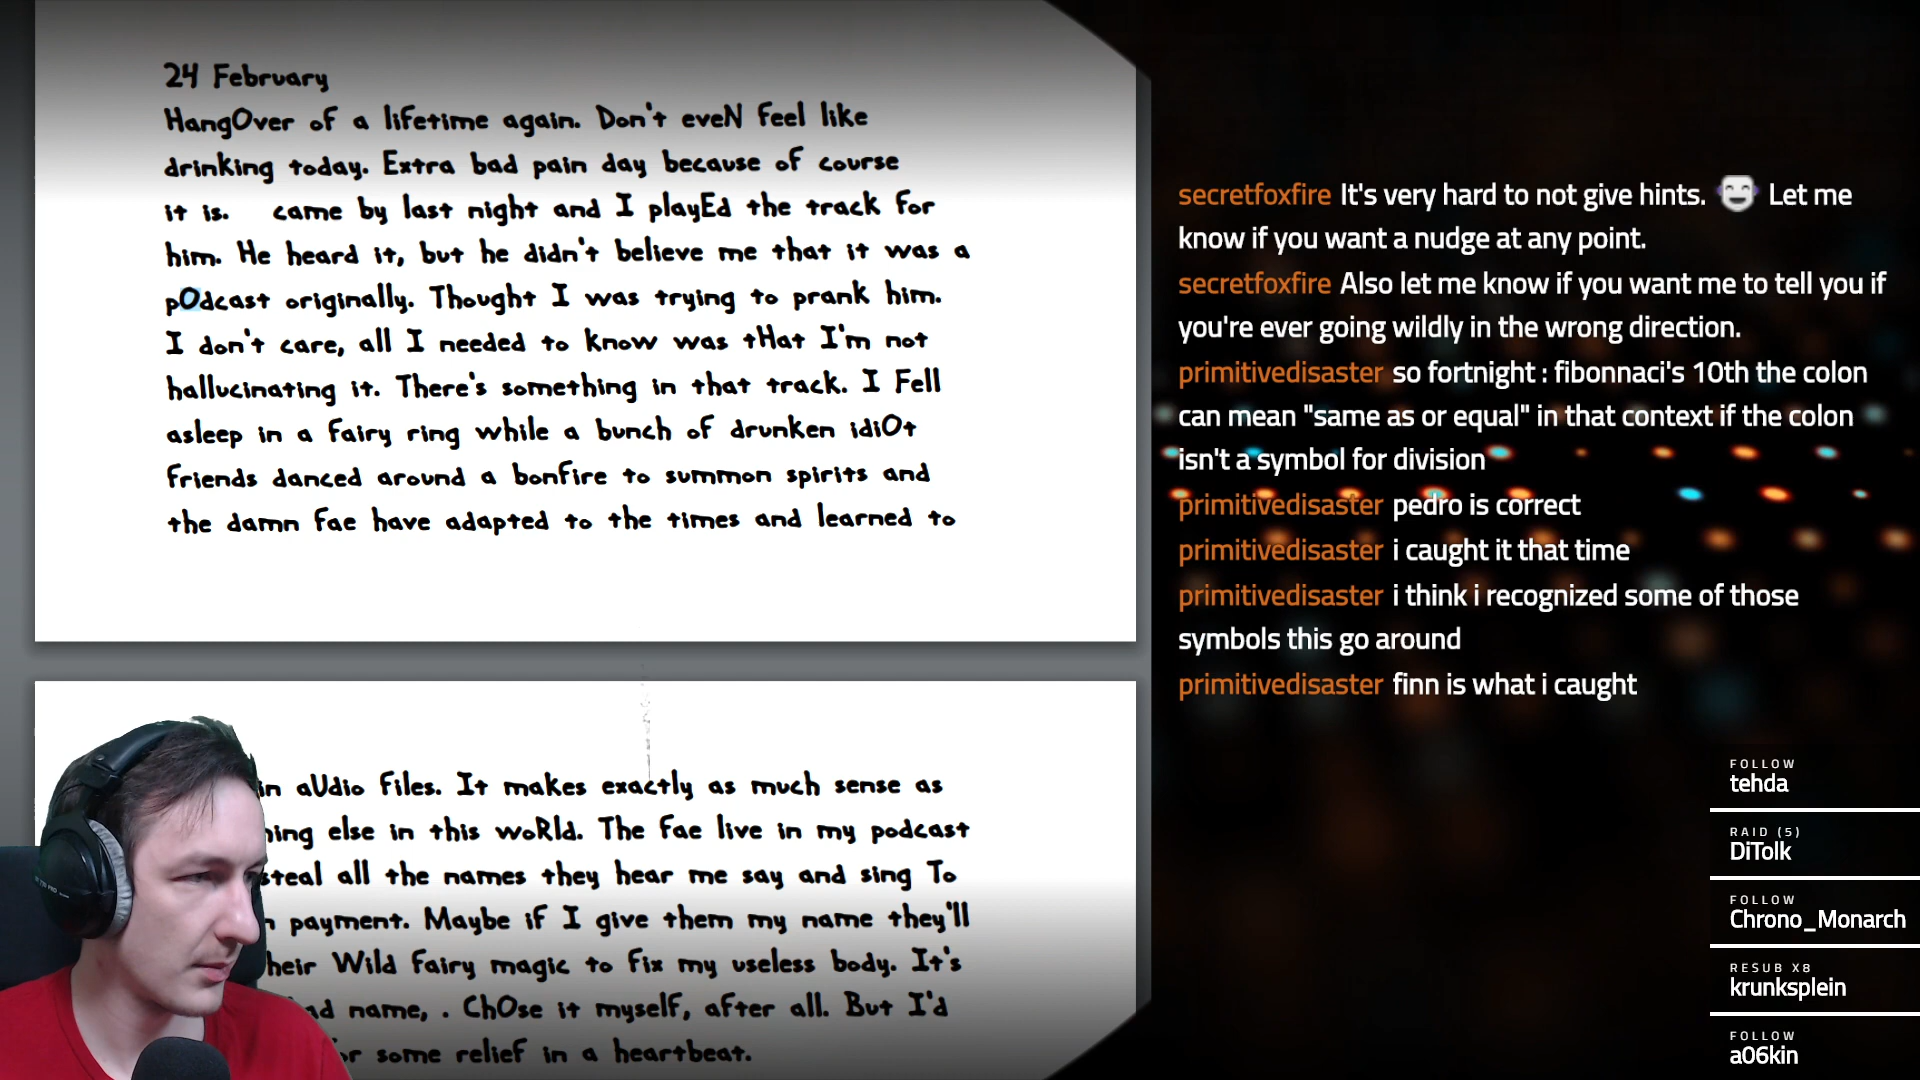 24 February
HangOver of a lifetime again. Don't eveN feel like
drinking today. Extra bad pain day because of course
it is. came by last night and I playEd the track for
him. He heard it, but he didn't believe me that it was a
pOdcast originally. Thought I was trying to prank him.
I don't care, all I needed to know was tHat I'm not
hallucinating it. There's something in that track. I Fell
asleep in a fairy ring while a bunch of drunken idiOt
friends danced around a bonfire to summon spirits and
the damn fae have adapted to the times and learned to
in aUdio files. It makes exactly as much sense as
else in this woRld. The fae live in my podcast
steal all the names they hear me say and sing To
payment. Maybe if I give them my name they'll
Wild fairy magic to fix my useless body. It's
name, . ChOse it myself, after all. But I'd
some relief in a heartbeat.
secretfoxfire It's very hard to not give hints. Let me
know if you want a nudge at any point.
secretfoxfire Also let me know if you want me to tell you if
you're ever going wildly in the wrong direction.
primitivedisaster so fortnight : fibonnaci's 10th the colon
can mean "same as or equal" in that context if the colon
isn't a symbol for division
primitivedisaster pedro is correct
primitivedisaster i caught it that time
primitivedisaster i think i recognized some of those
symbols this go around
primitivedisaster finn is what i caught
FOLLOW
tehda
RAID (5)
DiTolk
FOLLOW
Chrono_Monarch
RESUB X8
krunksplein
FOLLOW
a06kin